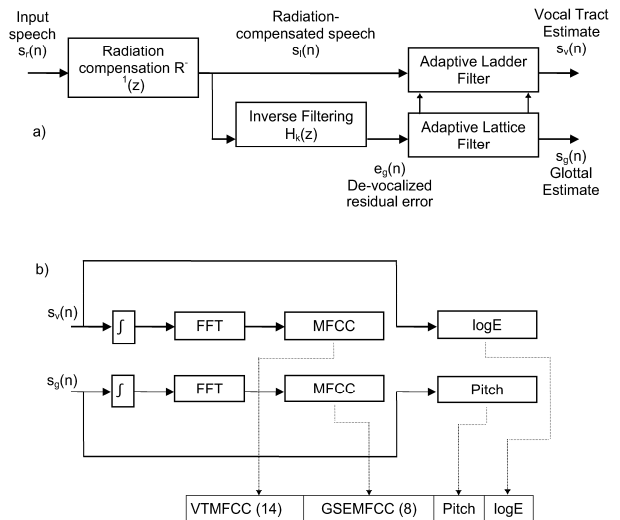 Input
speech
sr(n)
Radiation
compensation R-
1(z)
Radiation-
compensated speech
sl(n)
Vocal Tract
Estimate
sv(n)
Adaptive Ladder
Filter
a)
Inverse Filtering
Hk(z)
Adaptive Lattice
Filter
eg(n)
De-vocalized
residual error
sg(n)
Glottal
Estimate
b)
sv(n)
∫
FFT
MFCC
logE
sg(n)
∫
FFT
MFCC
Pitch
VTMFCC (14)
GSEMFCC (8)
Pitch
logE